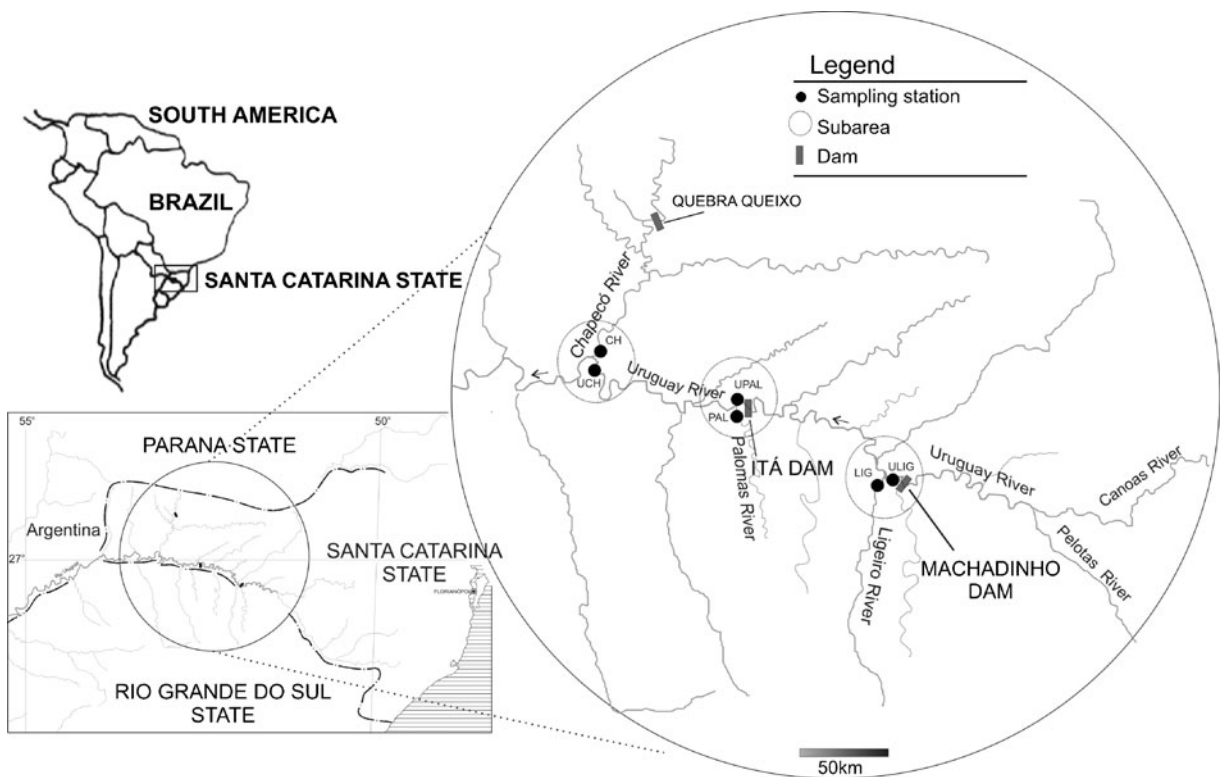 SOUTH AMERICA
BRAZIL
SANTA CATARINA STATE
Legend
Sampling station
Subarea
Dam
QUEBRA QUEIXO
Chapecó River
CH
UCH
Uruguay River
UPAL
PAL
Palomas River
ITÁ DAM
LIG
ULIG
Uruguay River
Canoas River
Pelotas River
Ligeiro River
MACHADINHO
DAM
50km
55°
50°
PARANA STATE
Argentina
27°
SANTA CATARINA
STATE
FLORIANÓPOLIS
RIO GRANDE DO SUL
STATE